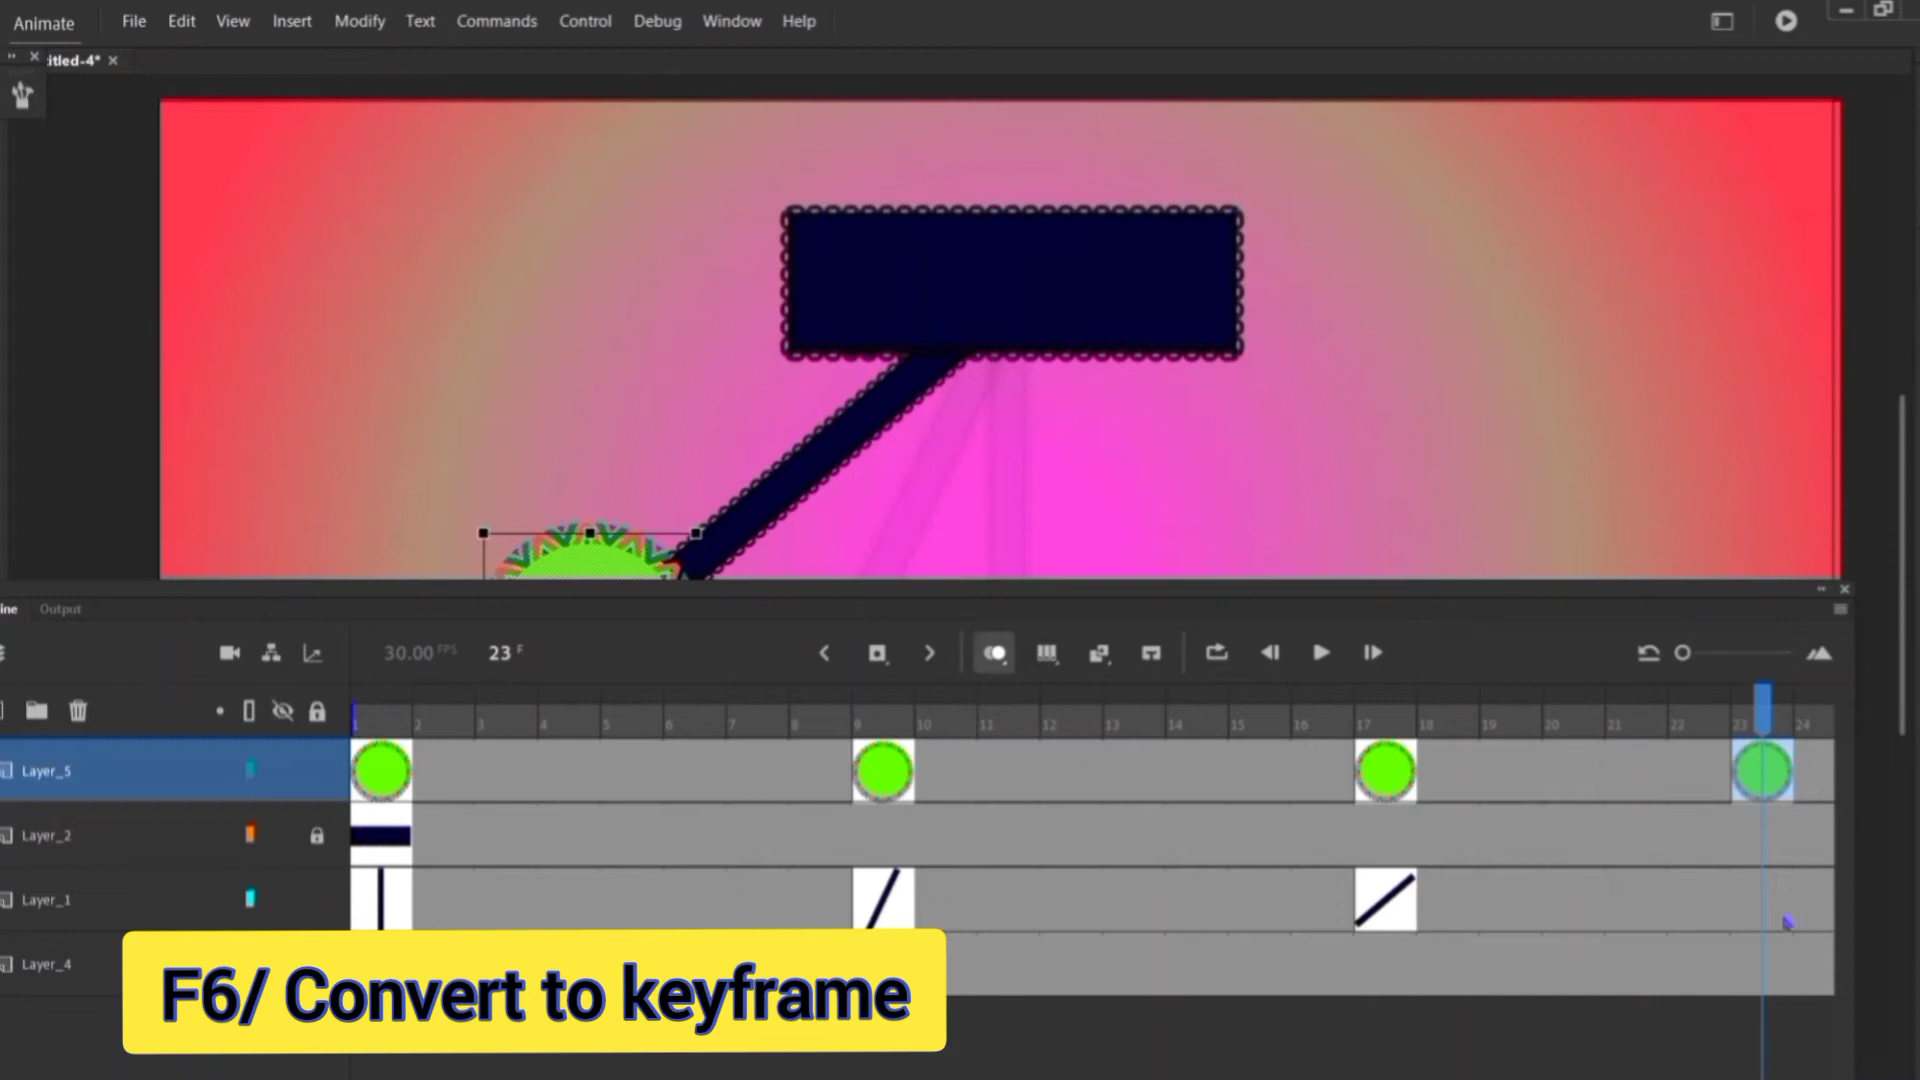 Animate File Edit View Insert Modify Text Commands Control Debug Window Help
itled-4*
ine Output
30.00 FPS 23 F
1 2 3 4 5 6 7 8 9 10 11 12 13 14 15 16 17 18 19 20 21 22 23 24
Layer_5
Layer_2
Layer_1
Layer_4
F6/ Convert to keyframe